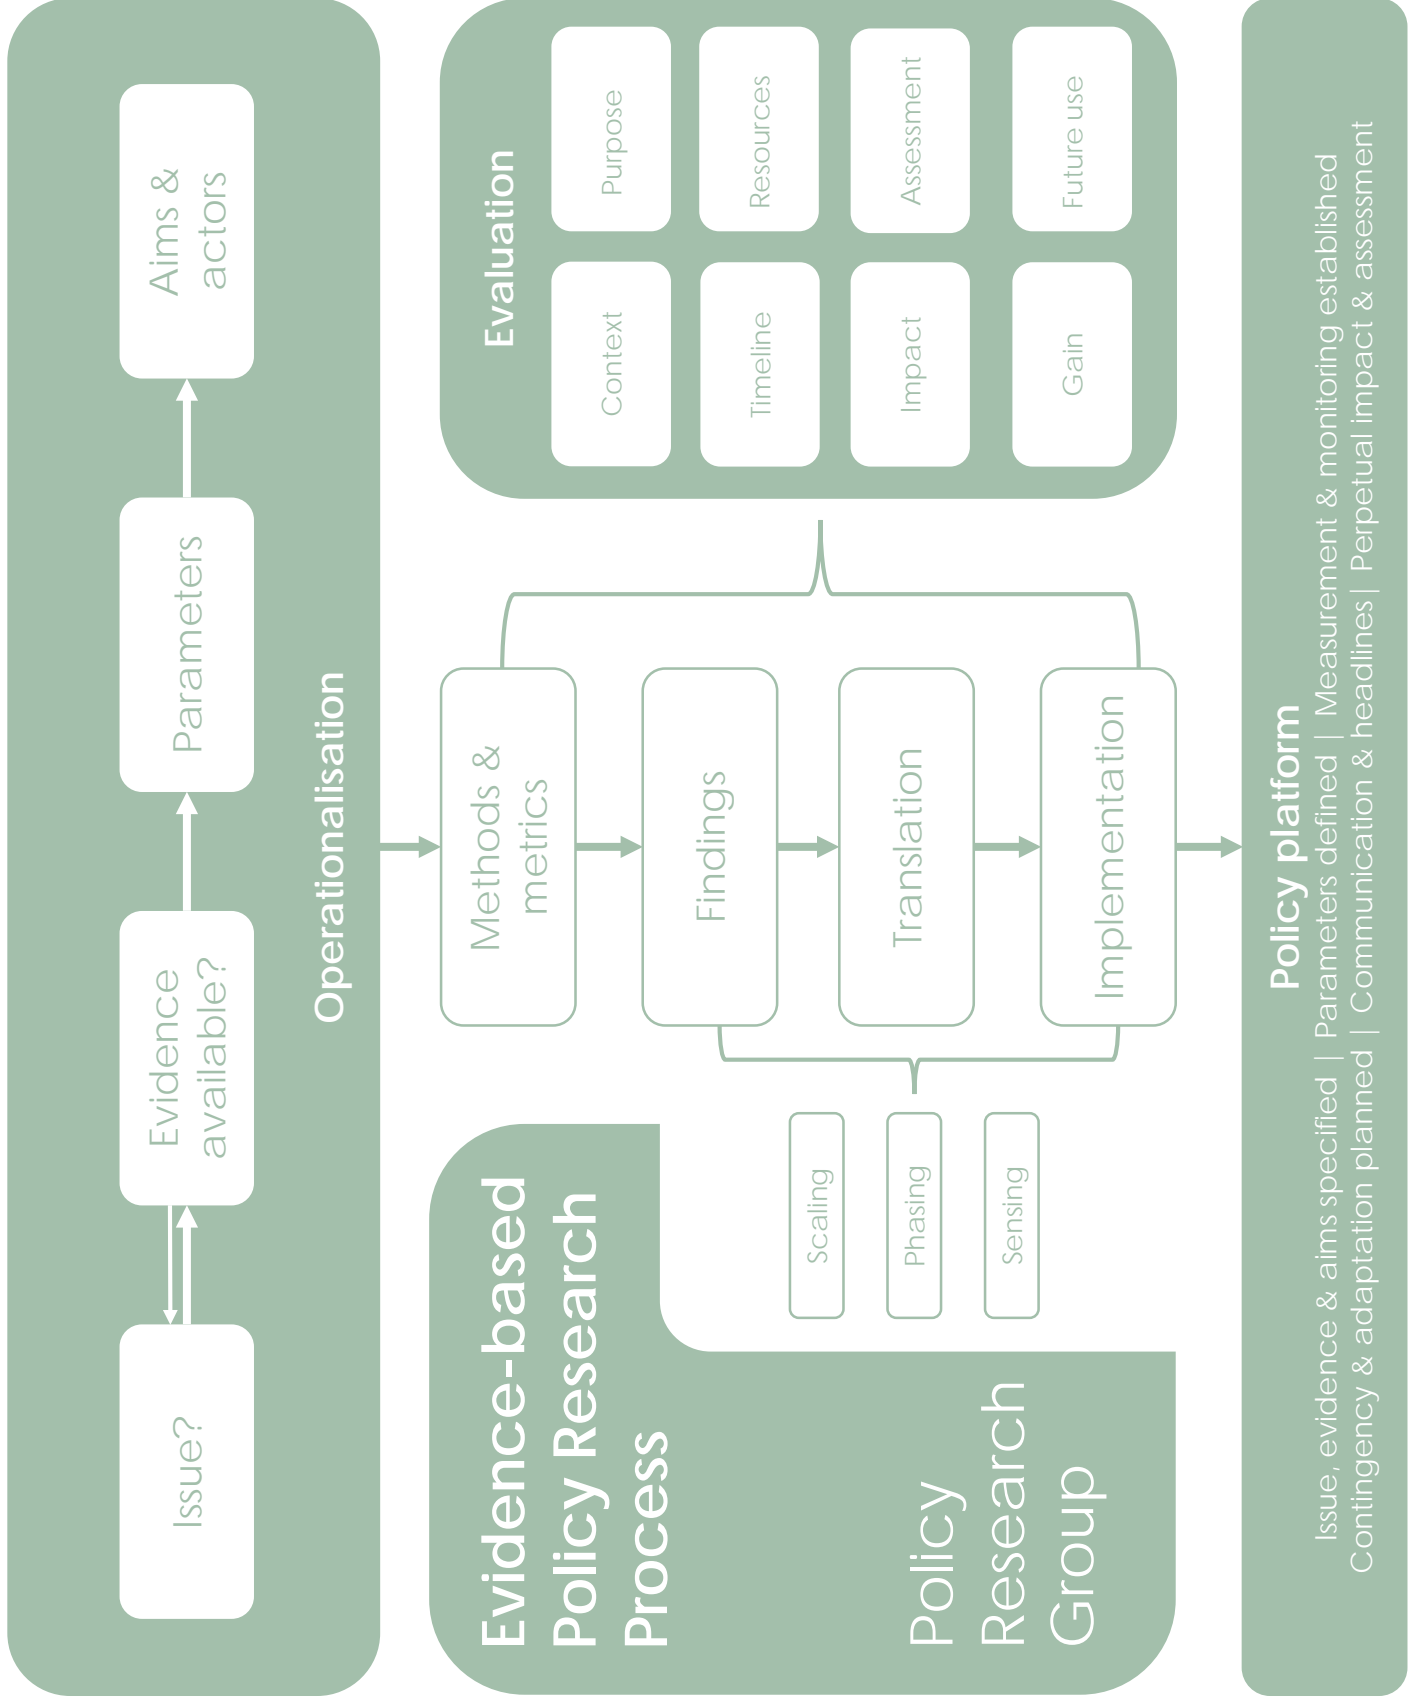 Issue?
Evidence
available?
Parameters
Aims &
actors
Operationalisation
Evidence-based
Policy Research
Process
Policy
Research
Group
Methods &
metrics
Findings
Translation
Implementation
Scaling
Phasing
Sensing
Evaluation
Context
Purpose
Timeline
Resources
Impact
Assessment
Gain
Future use
Policy platform
Issue, evidence & aims specified | Parameters defined | Measurement & monitoring established
Contingency & adaptation planned | Communication & headlines| Perpetual impact & assessment